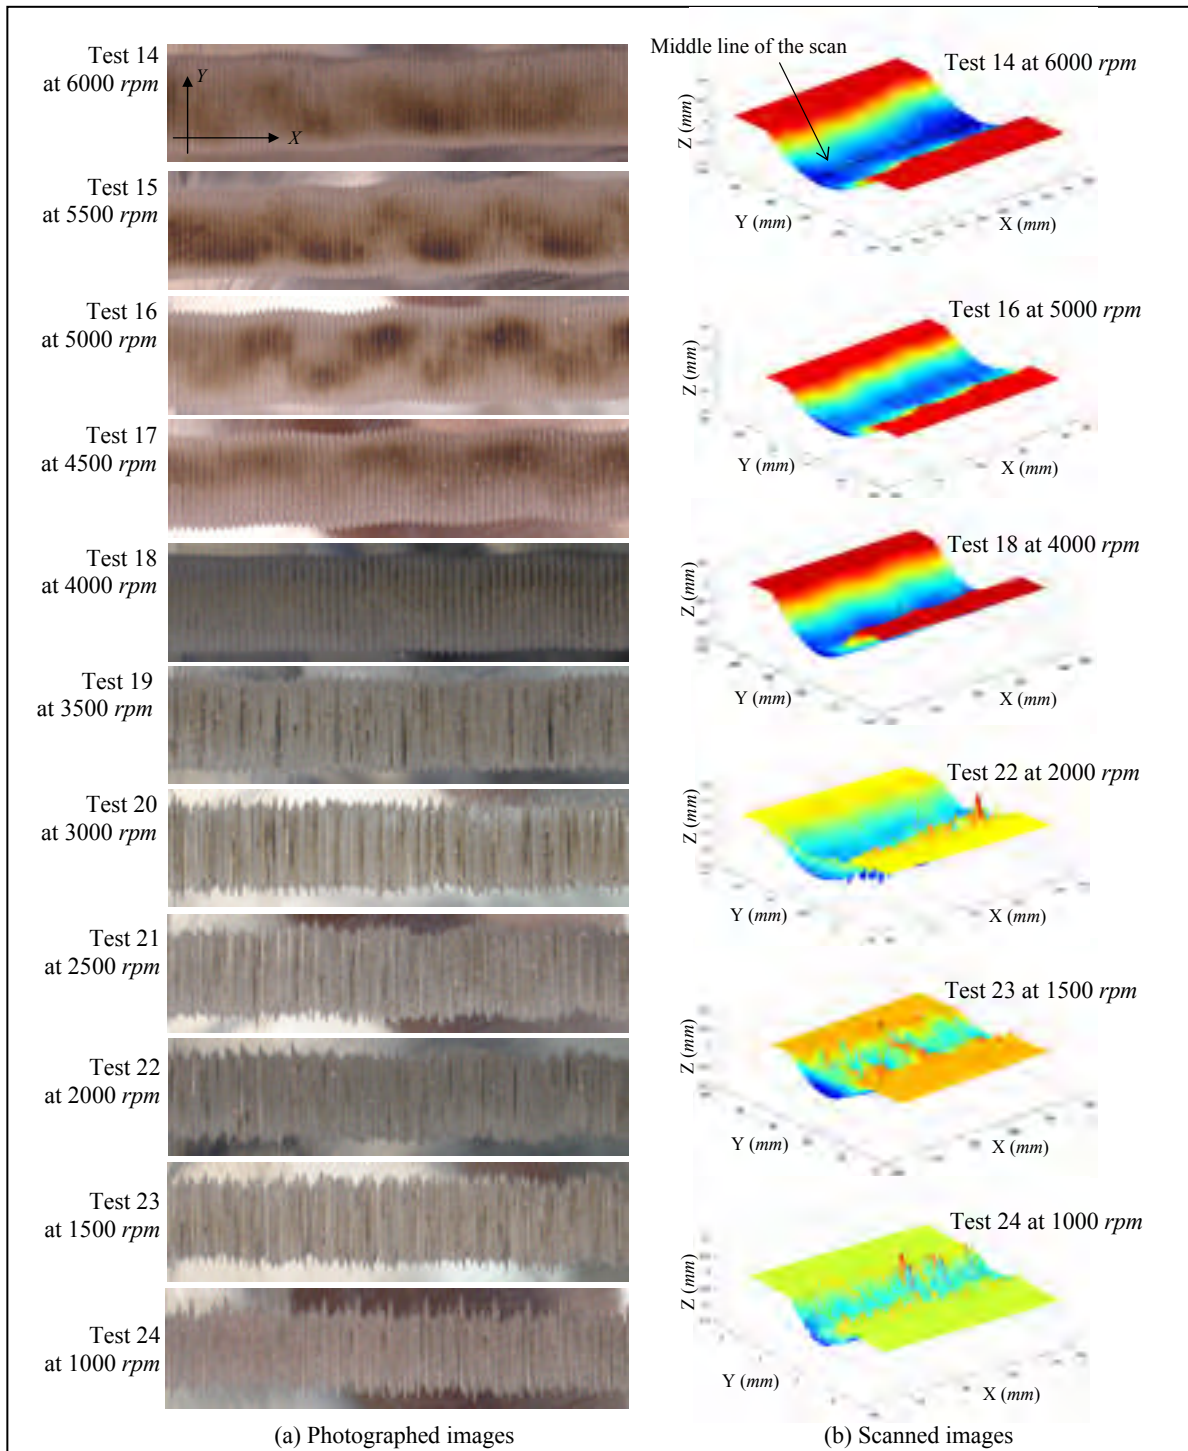 Test 14
at 6000 rpm
Y
X
Test 15
at 5500 rpm
Test 16
at 5000 rpm
Test 17
at 4500 rpm
Test 18
at 4000 rpm
Test 19
at 3500 rpm
Test 20
at 3000 rpm
Test 21
at 2500 rpm
Test 22
at 2000 rpm
Test 23
at 1500 rpm
Test 24
at 1000 rpm
(a) Photographed images
Middle line of the scan
Test 14 at 6000 rpm
Z (mm)
Y (mm)
X (mm)
Test 16 at 5000 rpm
Z (mm)
Y (mm)
X (mm)
Test 18 at 4000 rpm
Z (mm)
Y (mm)
X (mm)
Test 22 at 2000 rpm
Z (mm)
Y (mm)
X (mm)
Test 23 at 1500 rpm
Z (mm)
Y (mm)
X (mm)
Test 24 at 1000 rpm
Z (mm)
Y (mm)
X (mm)
(b) Scanned images